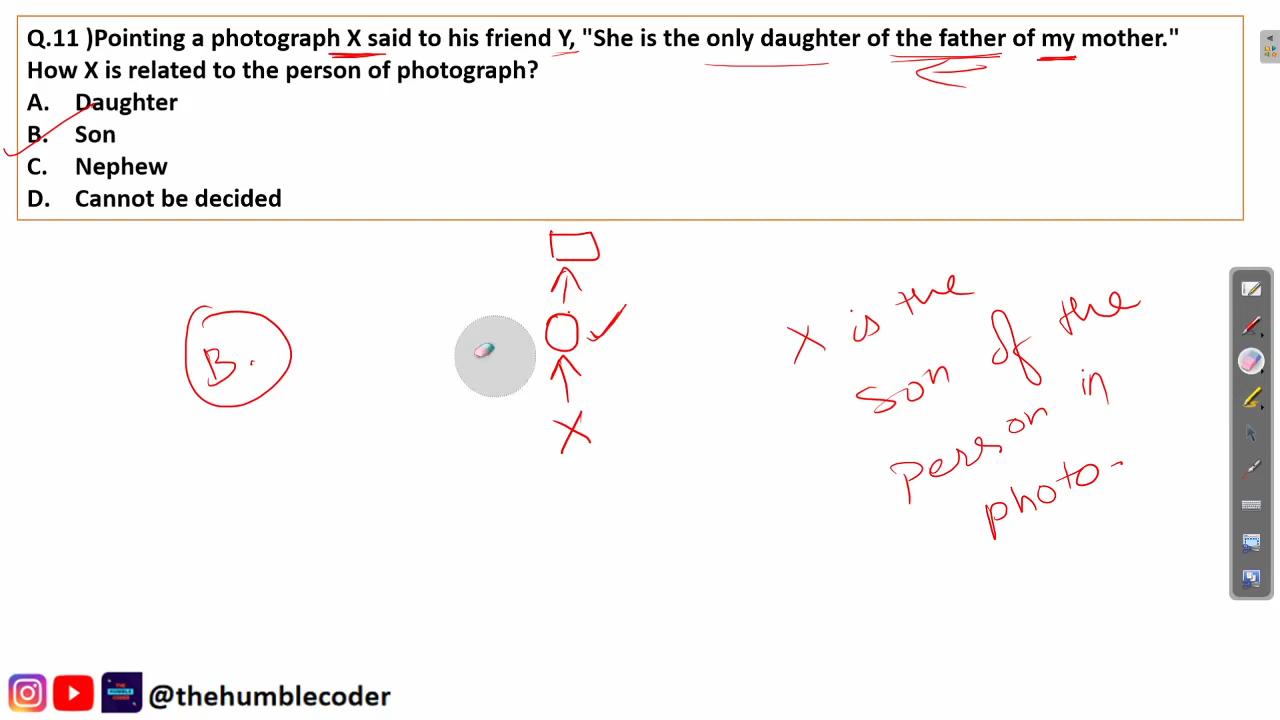 Q.11 )Pointing a photograph X said to his friend Y, "She is the only daughter of the father of my mother."
How X is related to the person of photograph?
A. Daughter
B. Son
C. Nephew
D. Cannot be decided
B.
X
X is the
son of the
person in
photo
@thehumblecoder